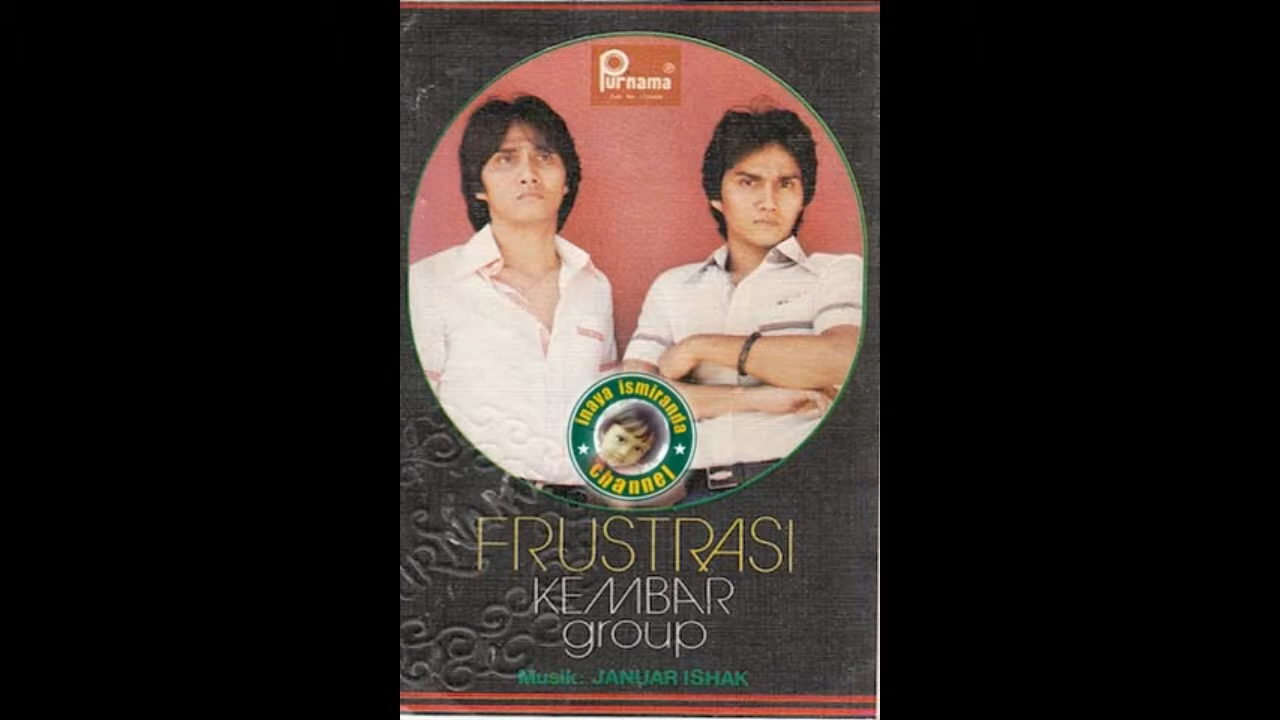 Purnama
®
inaya ismiranda
channel
FRUSTRASI
KEMBAR
group
Musik: JANUAR ISHAK